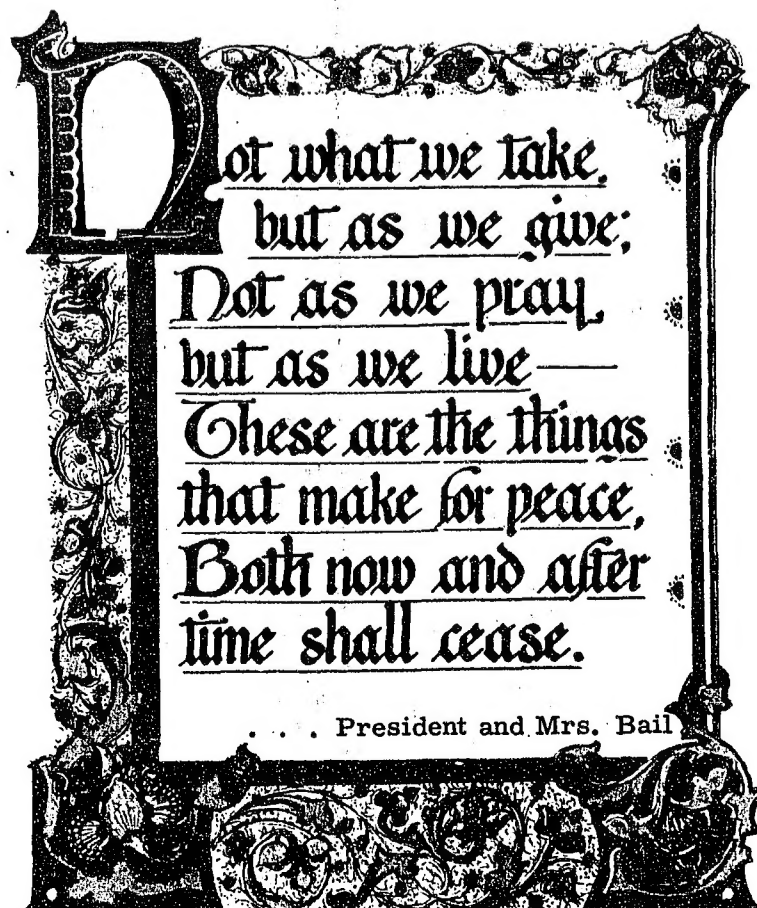 Not what we take,
but as we give;
Not as we pray,
but as we live—
These are the things
that make for peace,
Both now and after
time shall cease.
. . . President and Mrs. Bail